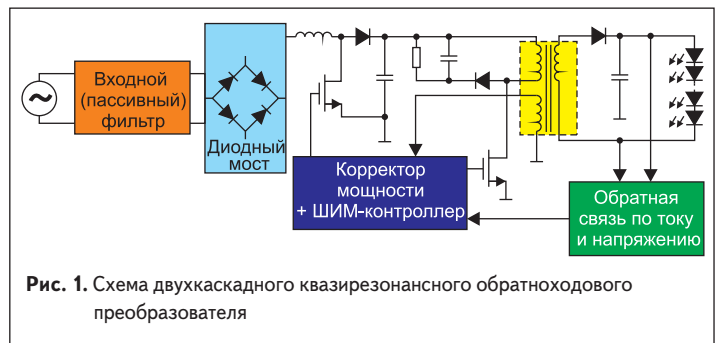 Входной
(пассивный)
фильтр
Диодный
мост
Корректор
мощности
+ ШИМ-контроллер
Обратная
связь по току
и напряжению
Рис. 1. Схема двухкаскадного квазирезонансного обратноходового
преобразователя